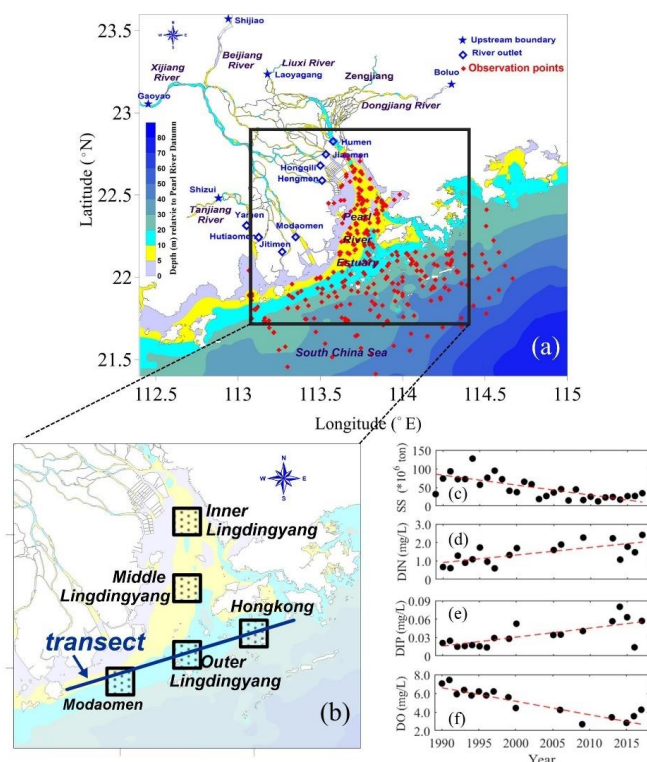 Shijiao
(a)
Beijiang
River
Liuxi River
Xijiang
River
Laoyagang
Zengjiang
Boluo
Dongjiang River
Gaoyao
Upstream boundary
River outlet
Observation points
Humen
Jiaomen
Hongqili
Hengmen
Shizui
Tanjiang
River
Yamen
Hutiaomen
Modaomen
Jitimen
Pearl
River
Estuary
South China Sea
(a)
Depth (m) releative to Pearl River Datumn
80
70
60
50
40
30
20
10
5
0
Latitude (°N)
23.5
23
22.5
22
21.5
112.5 113 113.5 114 114.5 115
Longitude (°E)
N
W E
S
Inner
Lingdingyang
Middle
Lingdingyang
Hongkong
transect
Outer
Lingdingyang
Modaomen
(b)
SS (*10⁶ ton)
150
100
50
0
(c)
DIN (mg/L)
3.0
2.0
1.0
0.0
(d)
DIP (mg/L)
0.09
0.06
0.03
0
(e)
DO (mg/L)
8.0
6.0
4.0
2.0
(f)
1990 1995 2000 2005 2010 2015
Year